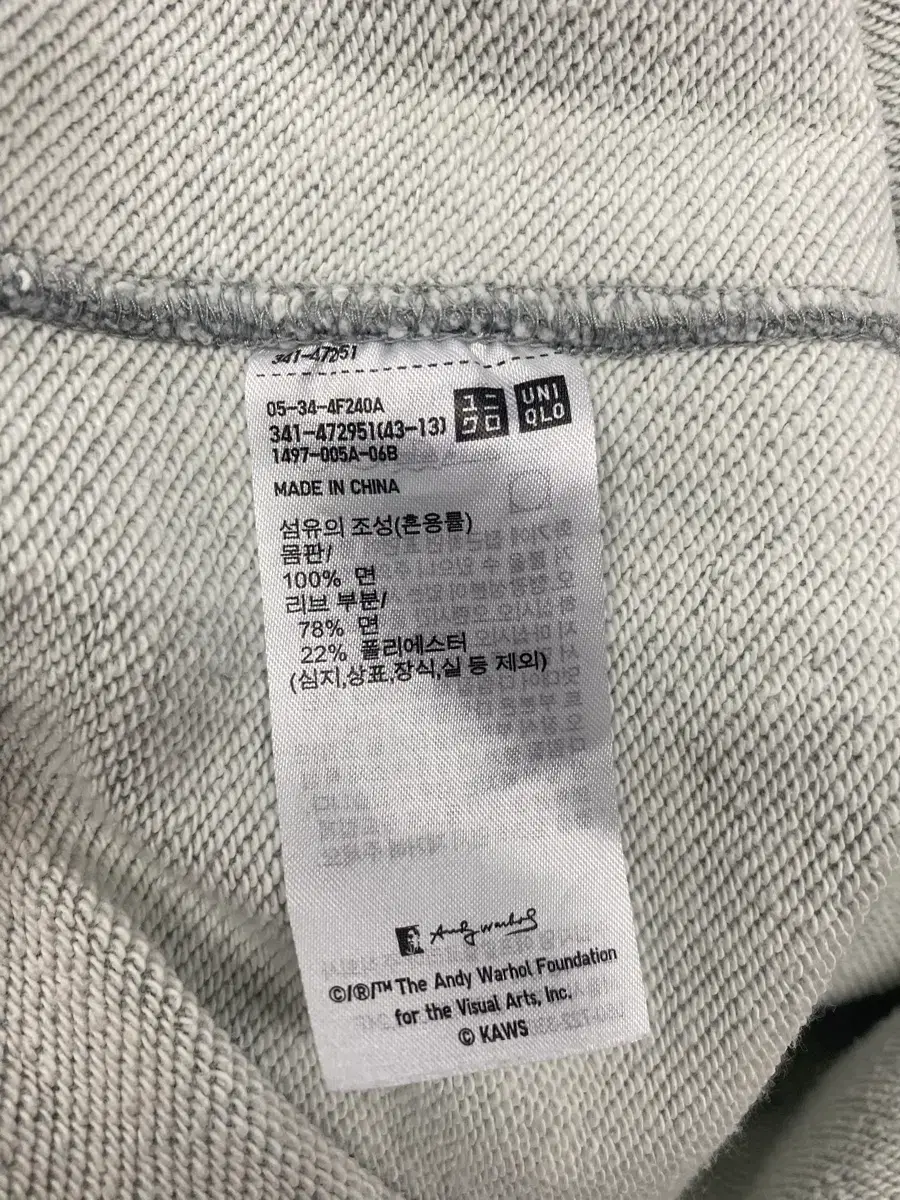 341-47251
05-34-4F240A
341-472951(43-13)
1497-005A-06B
ユニクロ
UNIQLO
MADE IN CHINA
섬유의 조성(혼용률)
몸판/
100% 면
리브 부분/
78% 면
22% 폴리에스터
(심지,상표,장식,실 등 제외)
Andy Warhol
©/®/™ The Andy Warhol Foundation
for the Visual Arts, Inc.
© KAWS